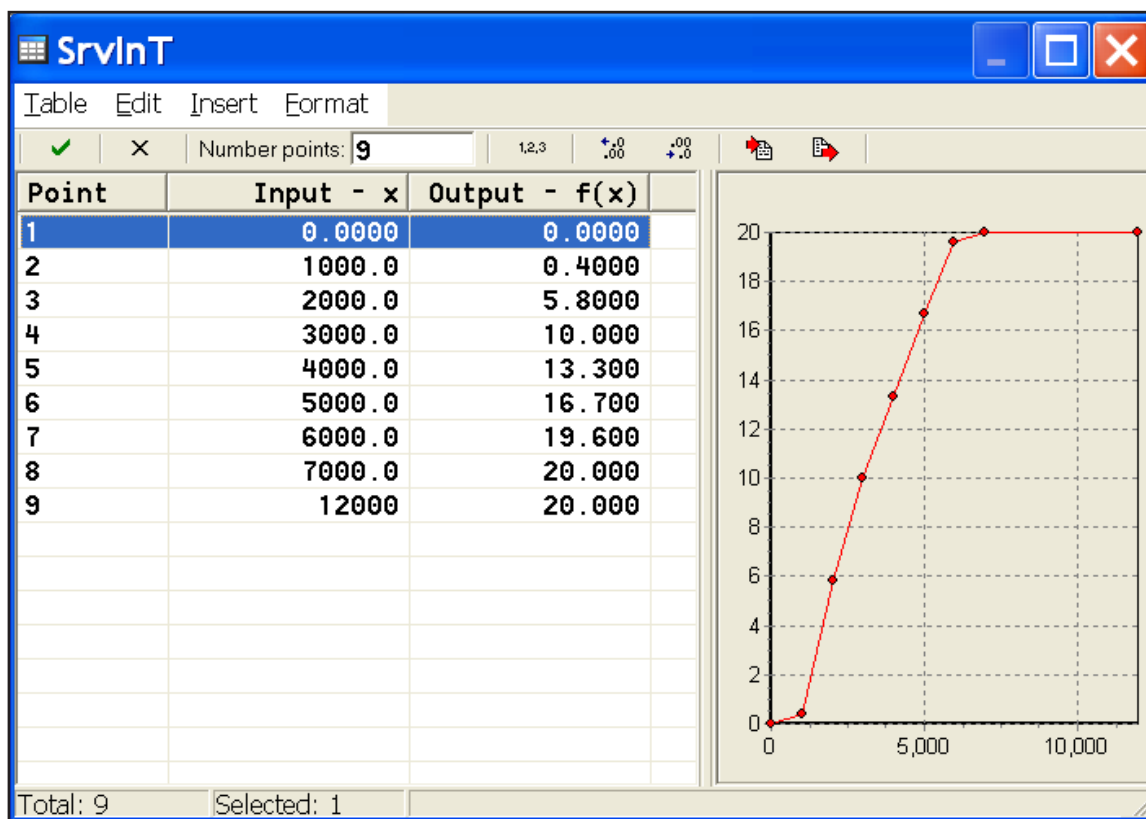 SrvInT
Table Edit Insert Format
Number points: 9 1,2,3 .0 .00 .00 .0
Point Input - x Output - f(x)
1 0.0000 0.0000
2 1000.0 0.4000
3 2000.0 5.8000
4 3000.0 10.000
5 4000.0 13.300
6 5000.0 16.700
7 6000.0 19.600
8 7000.0 20.000
9 12000 20.000
20
18
16
14
12
10
8
6
4
2
0
0 5,000 10,000
Total: 9 Selected: 1